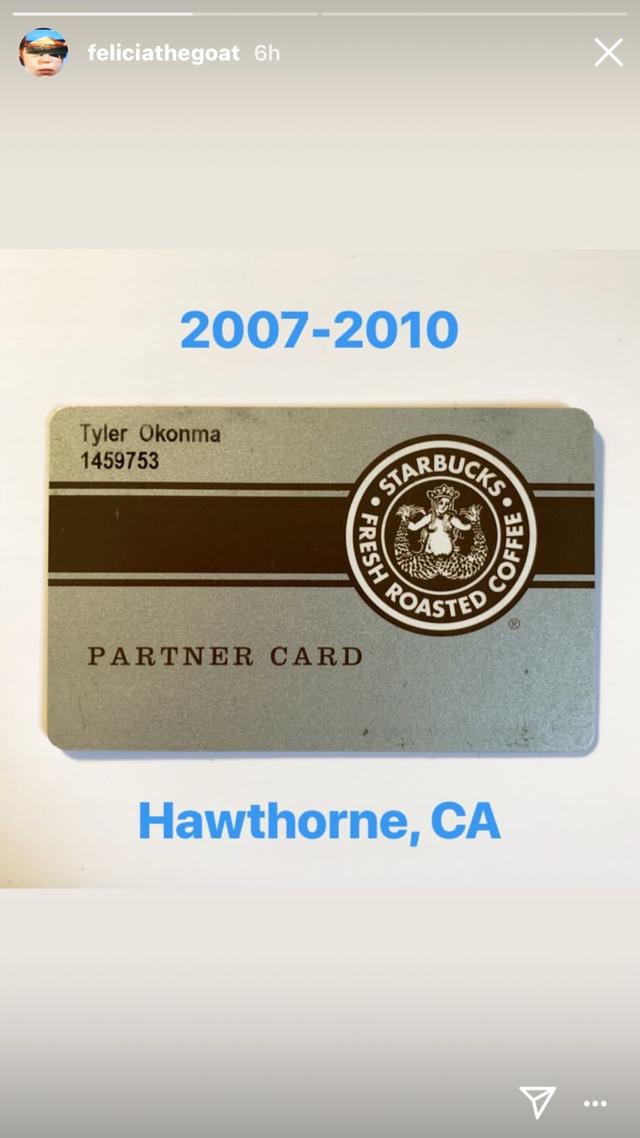 feliciathegoat 6h
2007-2010
Tyler Okonma
1459753
STARBUCKS
FRESH ROASTED COFFEE
®
PARTNER CARD
Hawthorne, CA